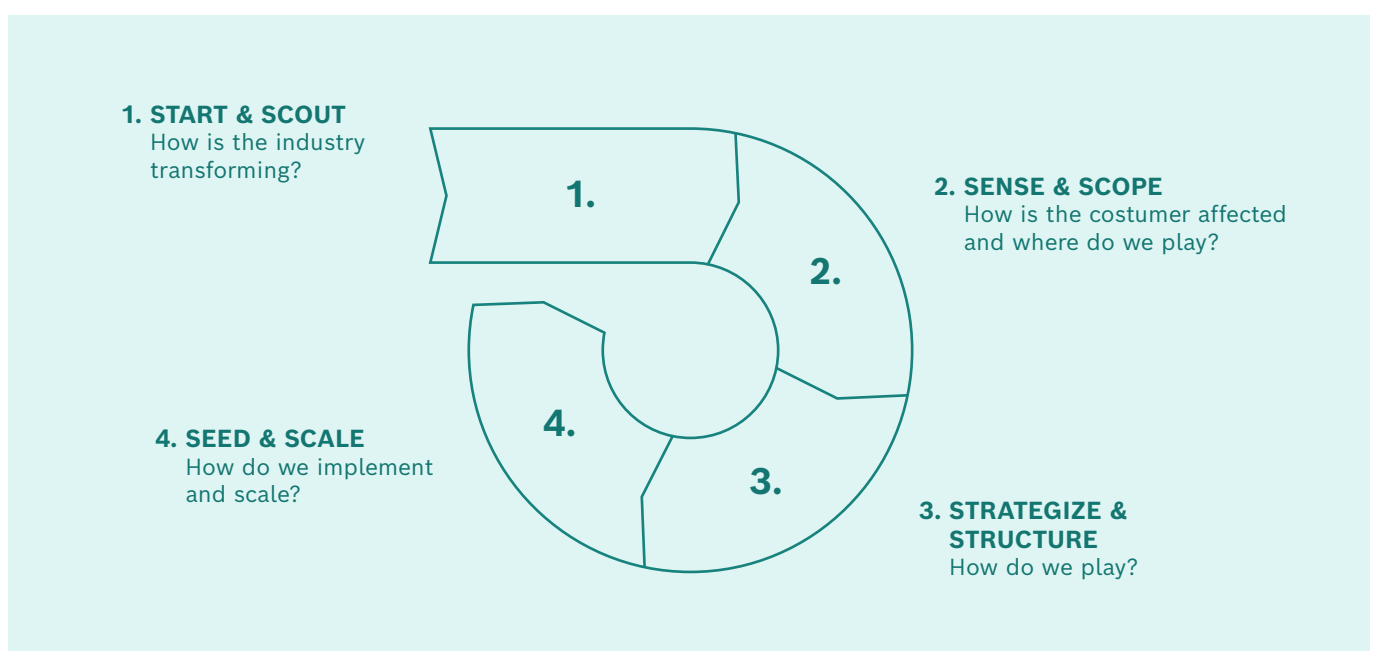 1. START & SCOUT
How is the industry
transforming?
1.
2. SENSE & SCOPE
How is the costumer affected
and where do we play?
2.
3. STRATEGIZE &
STRUCTURE
How do we play?
3.
4. SEED & SCALE
How do we implement
and scale?
4.